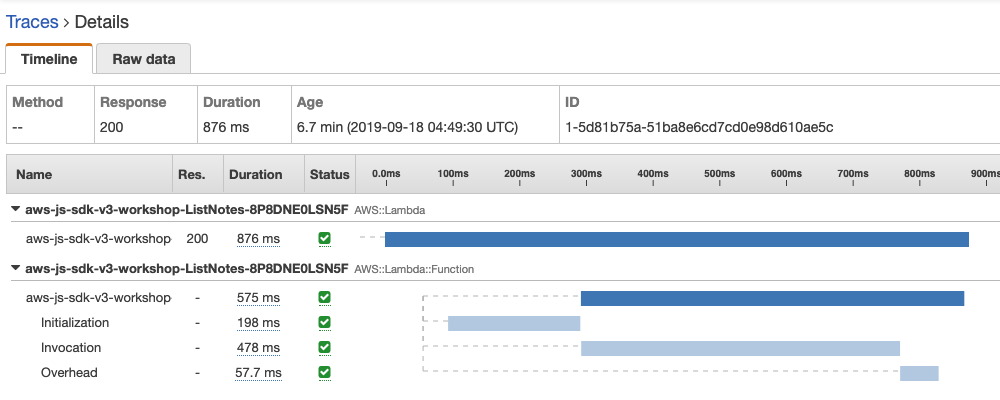 Traces > Details
Timeline Raw data
Method Response Duration Age ID
-- 200 876 ms 6.7 min (2019-09-18 04:49:30 UTC) 1-5d81b75a-51ba8e6cd7cd0e98d610ae5c
Name Res. Duration Status 0.0ms 100ms 200ms 300ms 400ms 500ms 600ms 700ms 800ms 900ms
aws-js-sdk-v3-workshop-ListNotes-8P8DNE0LSN5F AWS::Lambda
aws-js-sdk-v3-workshop 200 876 ms
aws-js-sdk-v3-workshop-ListNotes-8P8DNE0LSN5F AWS::Lambda::Function
aws-js-sdk-v3-workshop - 575 ms
Initialization - 198 ms
Invocation - 478 ms
Overhead - 57.7 ms